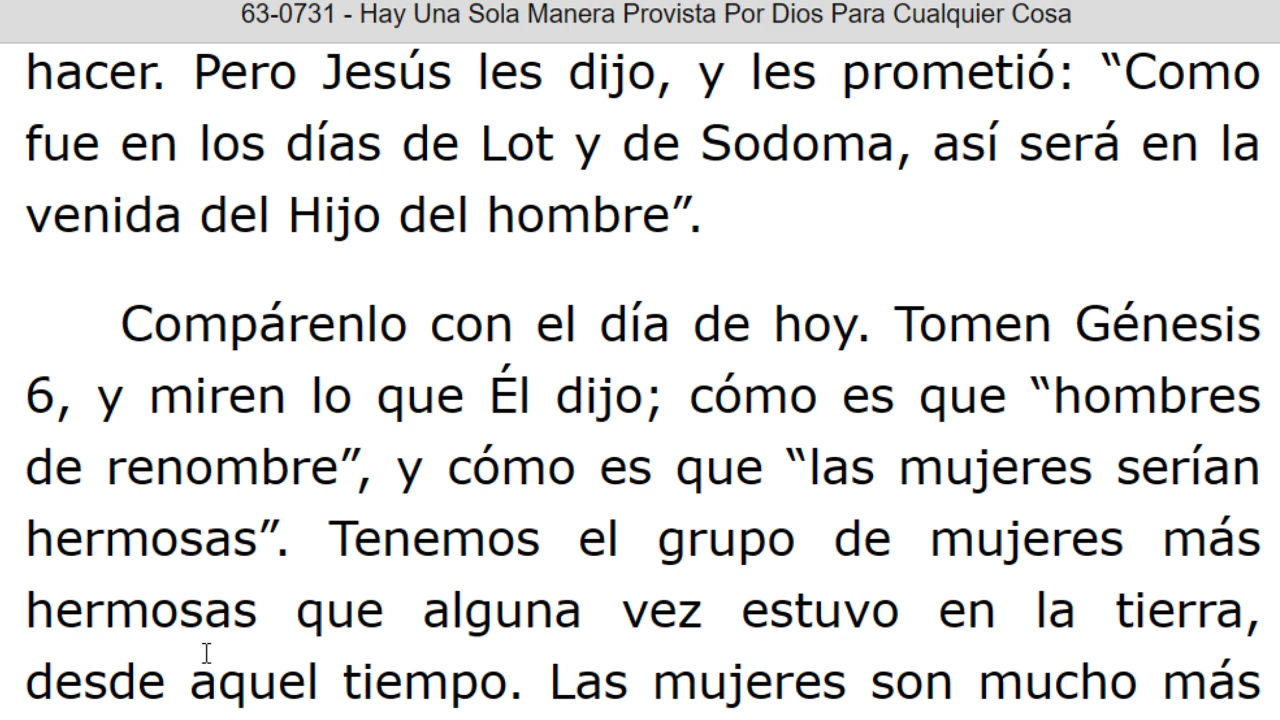 63-0731 - Hay Una Sola Manera Provista Por Dios Para Cualquier Cosa
hacer. Pero Jesús les dijo, y les prometió: “Como
fue en los días de Lot y de Sodoma, así será en la
venida del Hijo del hombre”.
Compárenlo con el día de hoy. Tomen Génesis
6, y miren lo que Él dijo; cómo es que “hombres
de renombre”, y cómo es que “las mujeres serían
hermosas”. Tenemos el grupo de mujeres más
hermosas que alguna vez estuvo en la tierra,
desde aquel tiempo. Las mujeres son mucho más